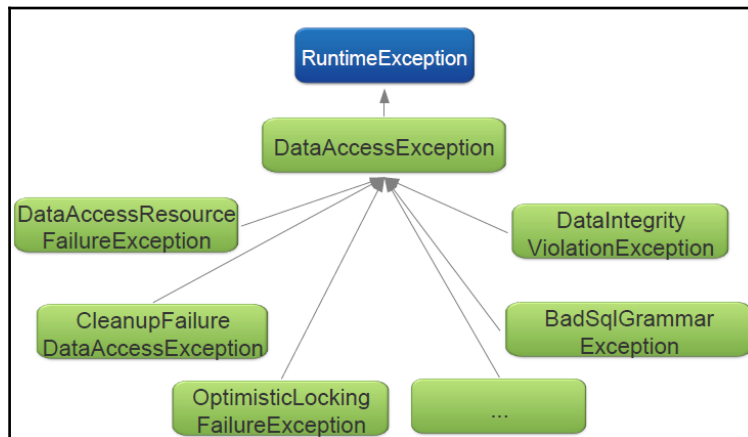 RuntimeException
DataAccessException
DataAccessResource
FailureException
DataIntegrity
ViolationException
CleanupFailure
DataAccessException
BadSqlGrammar
Exception
OptimisticLocking
FailureException
...